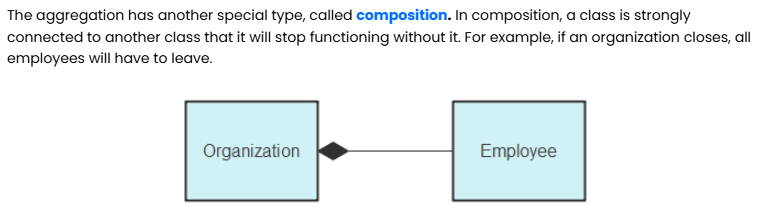 The aggregation has another special type, called composition. In composition, a class is strongly
connected to another class that it will stop functioning without it. For example, if an organization closes, all
employees will have to leave.
Organization
Employee